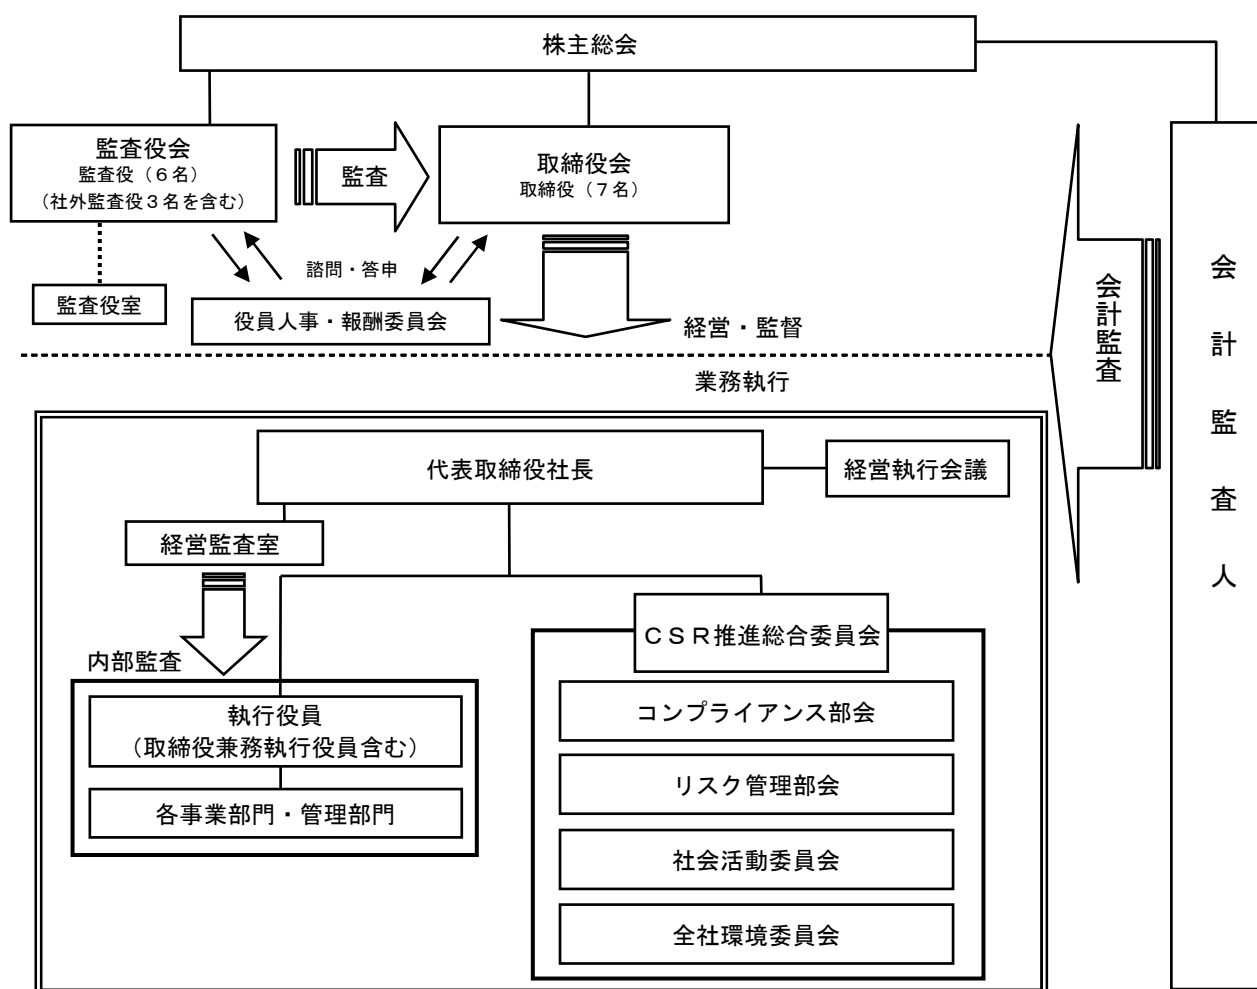 株主総会
監査役会
監査役（６名）
（社外監査役３名を含む）
監査
取締役会
取締役（７名）
諮問・答申
監査役室
役員人事・報酬委員会
経営・監督
業務執行
会計監査
会計監査人
代表取締役社長
経営執行会議
経営監査室
内部監査
執行役員
（取締役兼務執行役員含む）
各事業部門・管理部門
ＣＳＲ推進総合委員会
コンプライアンス部会
リスク管理部会
社会活動委員会
全社環境委員会